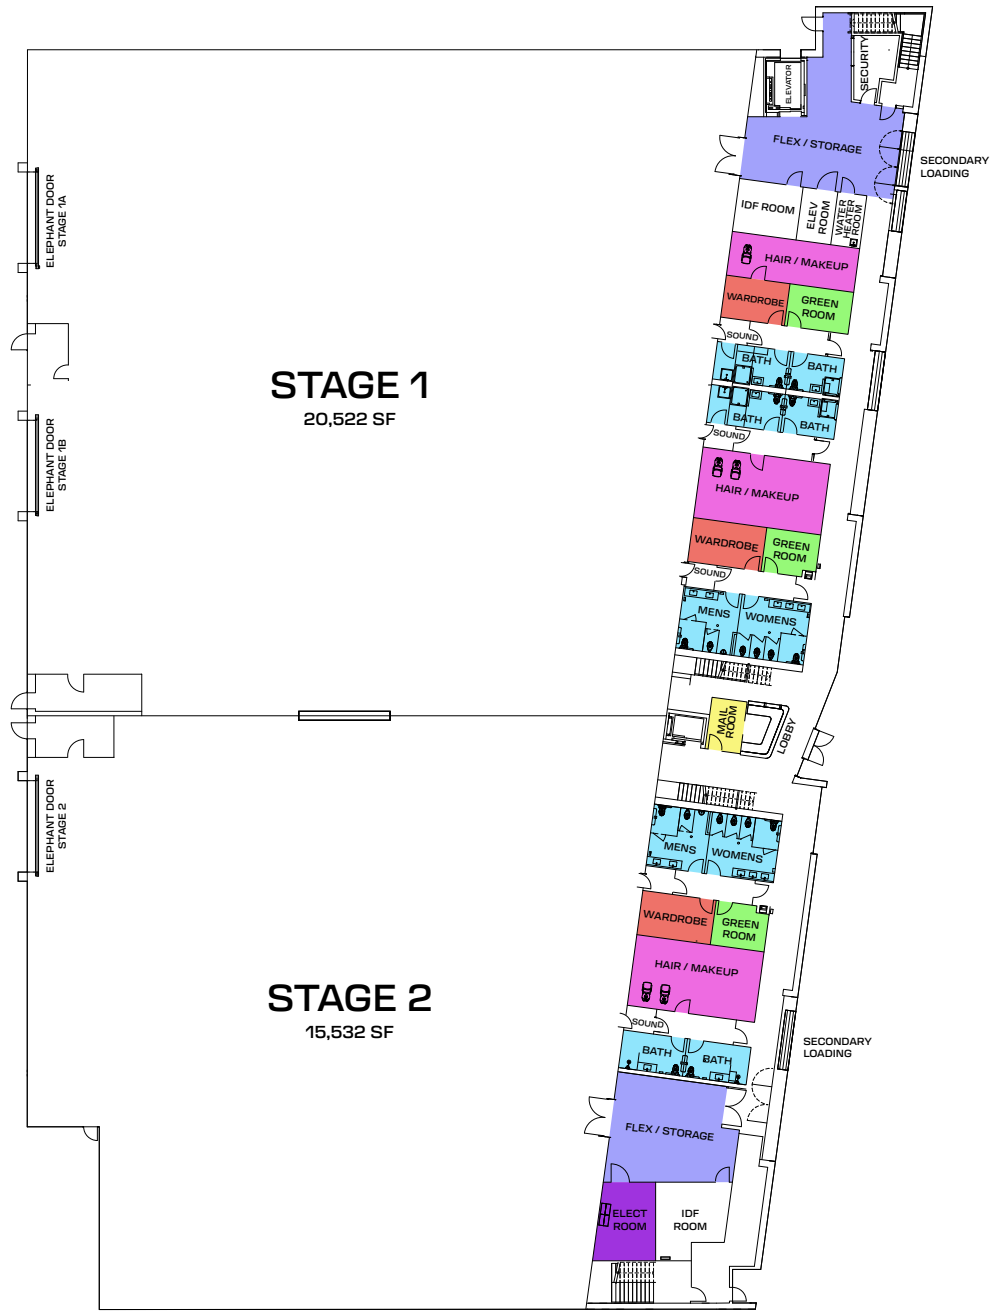 ELEVATOR
SECURITY
FLEX / STORAGE
SECONDARY
LOADING
ELEPHANT DOOR
STAGE 1A
IDF ROOM
ELEV
ROOM
WATER
HEATER
ROOM
HAIR / MAKEUP
WARDROBE
GREEN
ROOM
SOUND
BATH
BATH
STAGE 1
20,522 SF
BATH
BATH
ELEPHANT DOOR
STAGE 1B
SOUND
HAIR / MAKEUP
WARDROBE
GREEN
ROOM
SOUND
MENS
WOMENS
MAIL
ROOM
LOBBY
ELEPHANT DOOR
STAGE 2
MENS
WOMENS
WARDROBE
GREEN
ROOM
HAIR / MAKEUP
STAGE 2
15,532 SF
SOUND
BATH
BATH
SECONDARY
LOADING
FLEX / STORAGE
ELECT
ROOM
IDF
ROOM